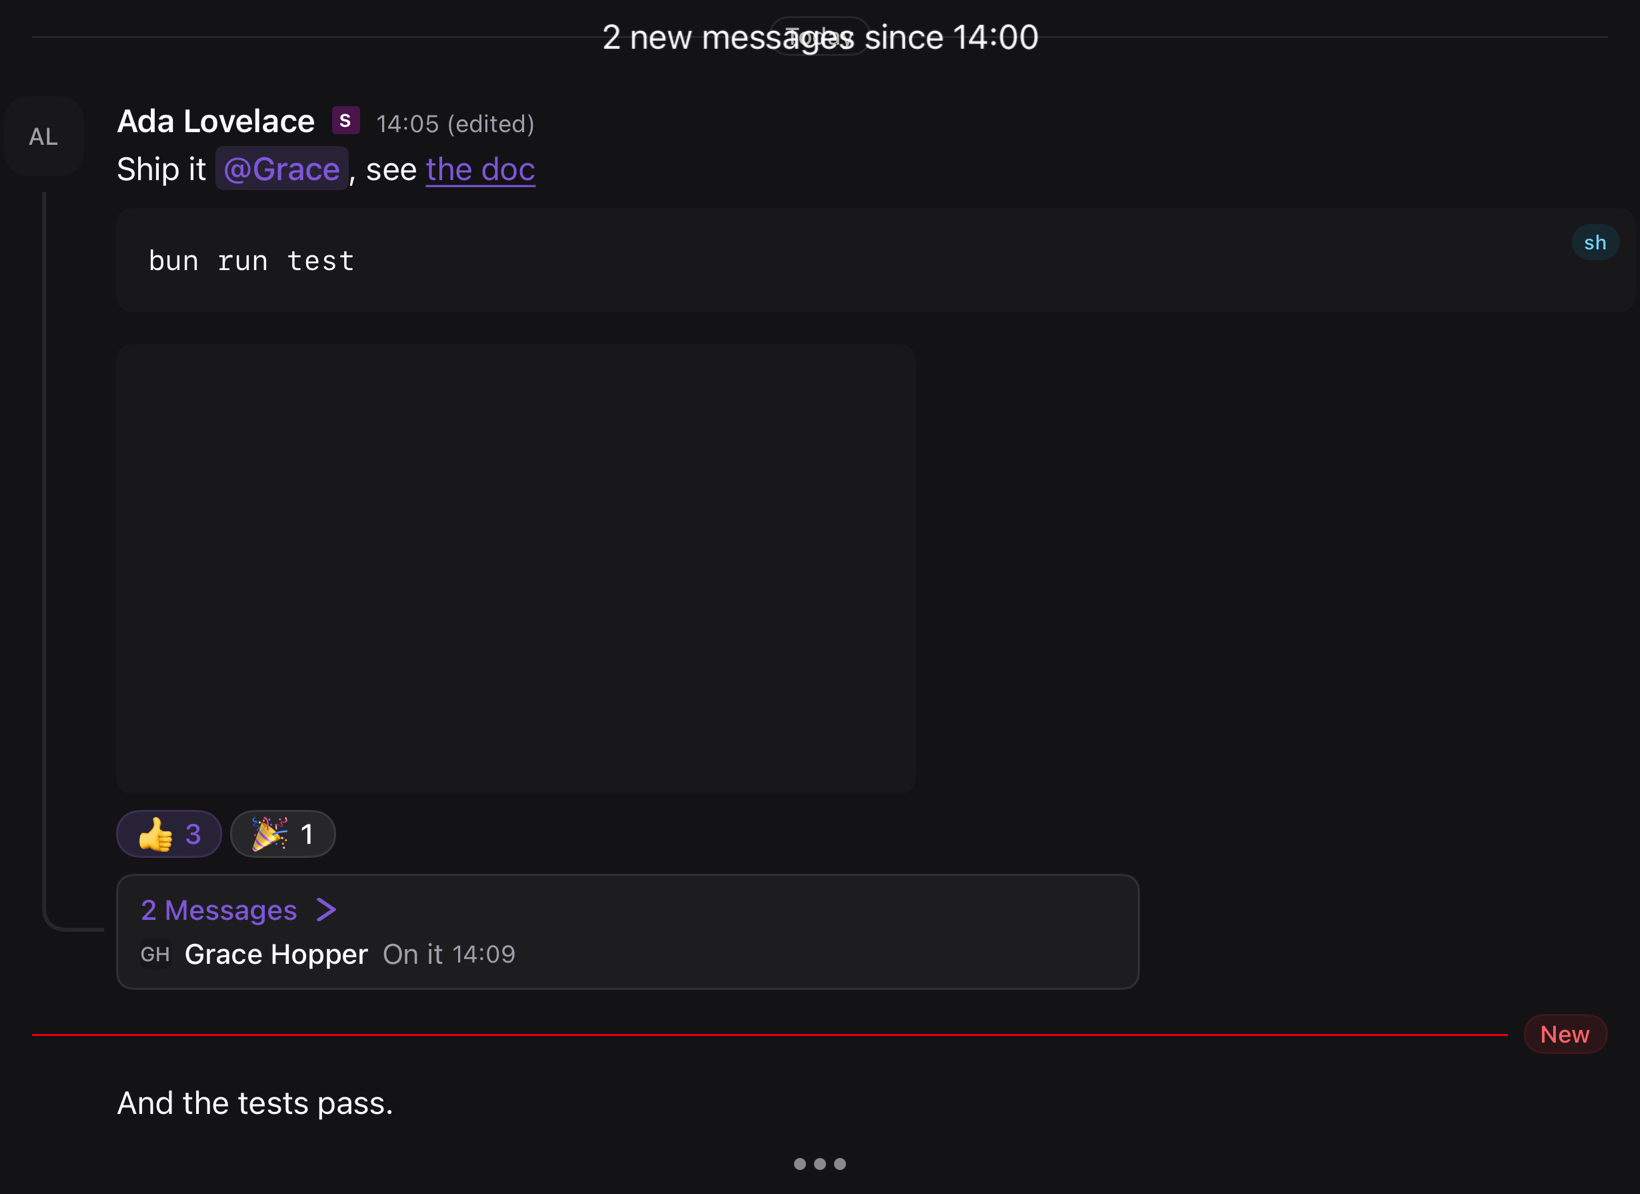 Today
2 new messages since 14:00
AL
Ada Lovelace S 14:05 (edited)
Ship it @Grace, see the doc
sh
bun run test
👍 3 🎉 1
2 Messages >
GH Grace Hopper On it 14:09
New
And the tests pass.